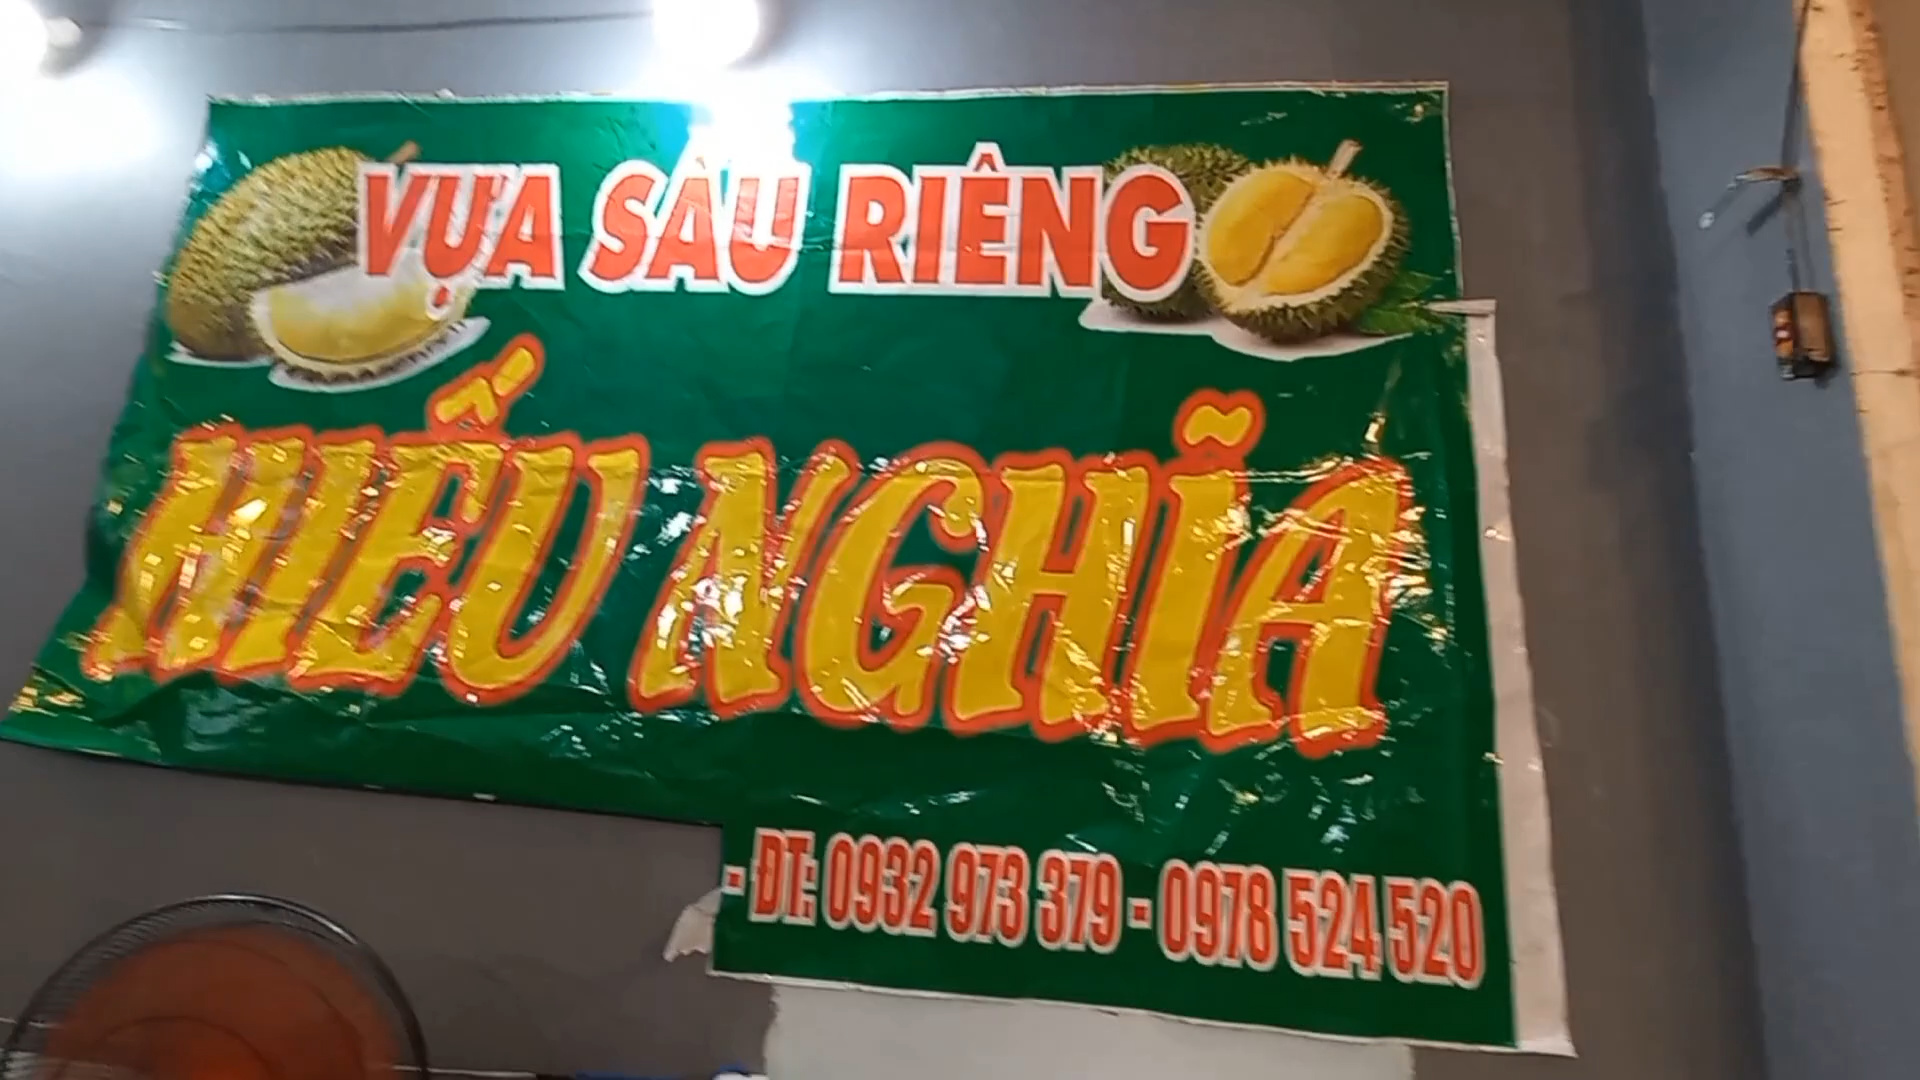 VỰA SẦU RIÊNG
HIẾU NGHĨA
- ĐT: 0932 973 379 - 0978 524 520